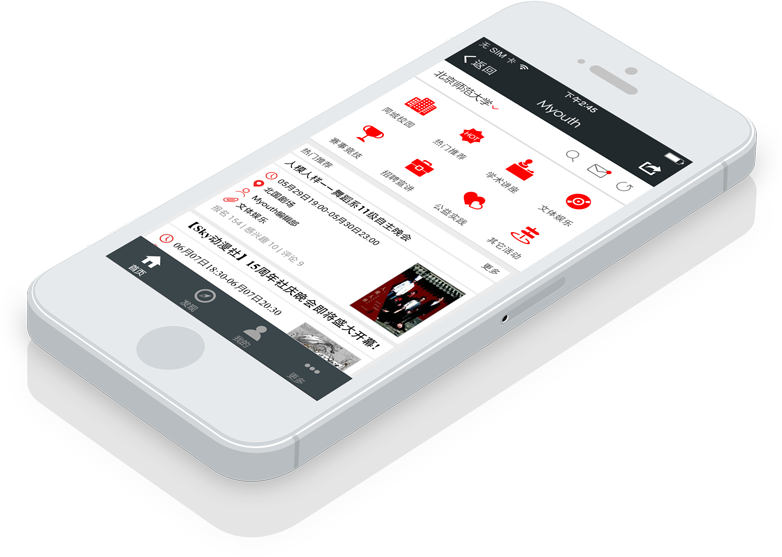 无 SIM 卡
下午2:45
返回
Myouth
北京师范大学
同城校园
热门推荐
HOT
学术讲座
文体娱乐
赛事竞技
招聘宣讲
公益实践
其它活动
热门推荐
更多
人模人样——舞蹈系11级自主晚会
05月29日19:00-05月30日23:00
北国剧场
Myouth编辑部
文体娱乐
报名 154 | 感兴趣 10 | 评论 9
【Sky动漫社】15周年社庆晚会即将盛大开幕!
06月07日18:30-06月07日20:30
首页
发现
我的
更多